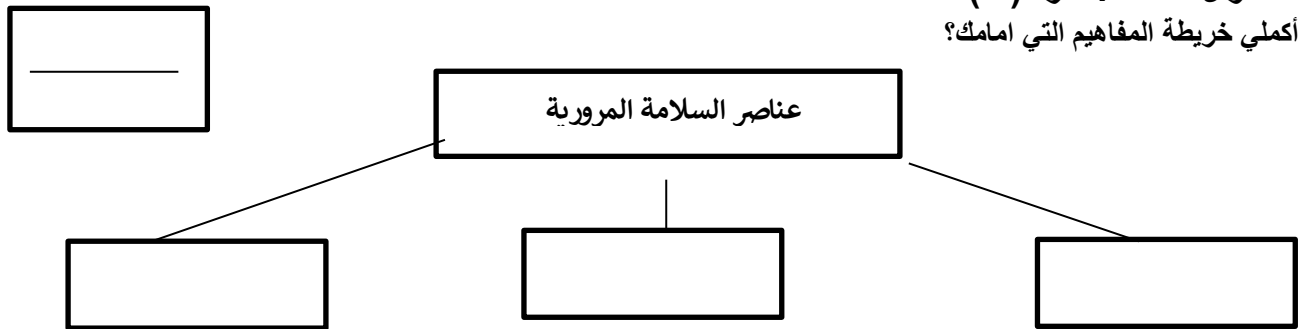 أكملي خريطة المفاهيم التي امامك؟
عناصر السلامة المرورية